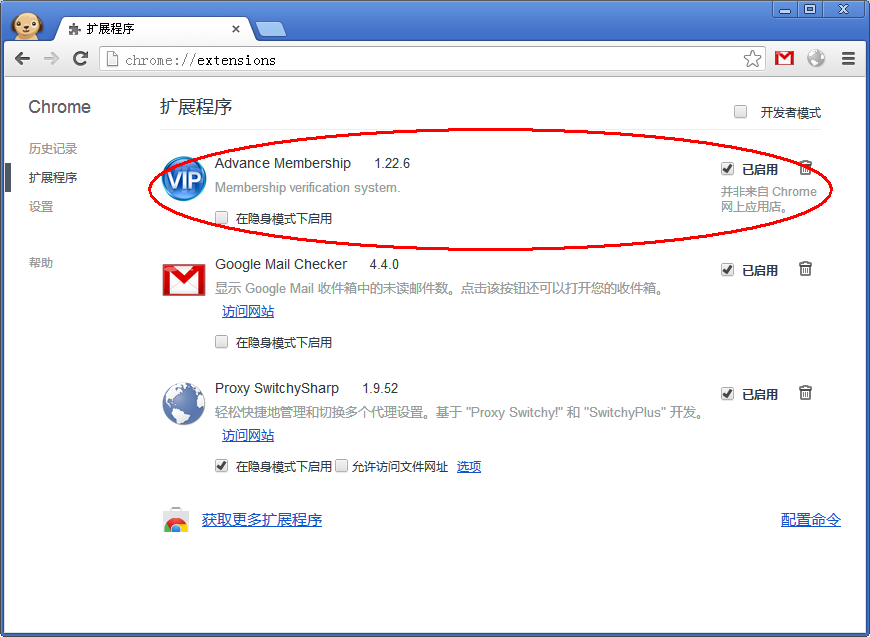 扩展程序
chrome://extensions
Chrome
扩展程序
开发者模式
历史记录
扩展程序
设置
帮助
VIP
Advance Membership 1.22.6
已启用
Membership verification system.
并非来自 Chrome
网上应用店。
在隐身模式下启用
Google Mail Checker 4.4.0
已启用
显示 Google Mail 收件箱中的未读邮件数。点击该按钮还可以打开您的收件箱。
访问网站
在隐身模式下启用
Proxy SwitchySharp 1.9.52
已启用
轻松快捷地管理和切换多个代理设置。基于 "Proxy Switchy!" 和 "SwitchyPlus" 开发。
访问网站
在隐身模式下启用 允许访问文件网址 选项
获取更多扩展程序
配置命令